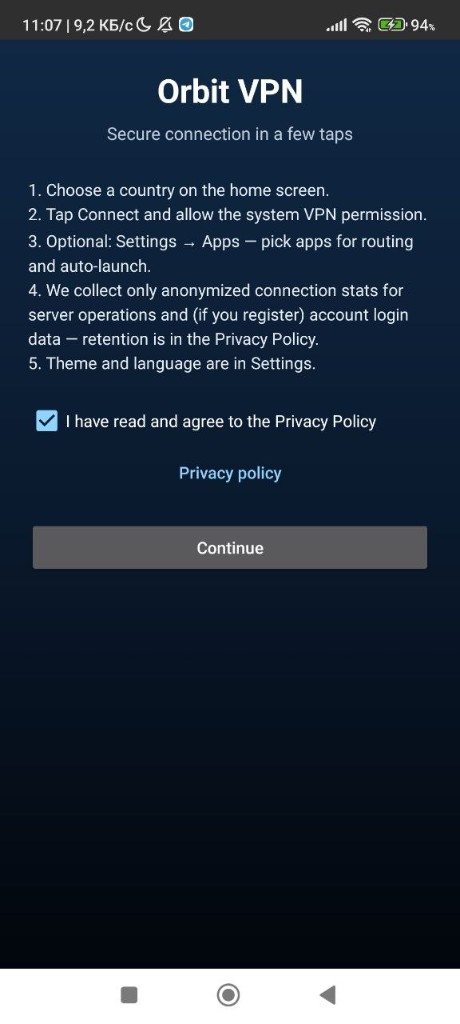 11:07 | 9,2 КБ/с 94%
Orbit VPN
Secure connection in a few taps
1. Choose a country on the home screen.
2. Tap Connect and allow the system VPN permission.
3. Optional: Settings → Apps — pick apps for routing
and auto-launch.
4. We collect only anonymized connection stats for
server operations and (if you register) account login
data — retention is in the Privacy Policy.
5. Theme and language are in Settings.
I have read and agree to the Privacy Policy
Privacy policy
Continue